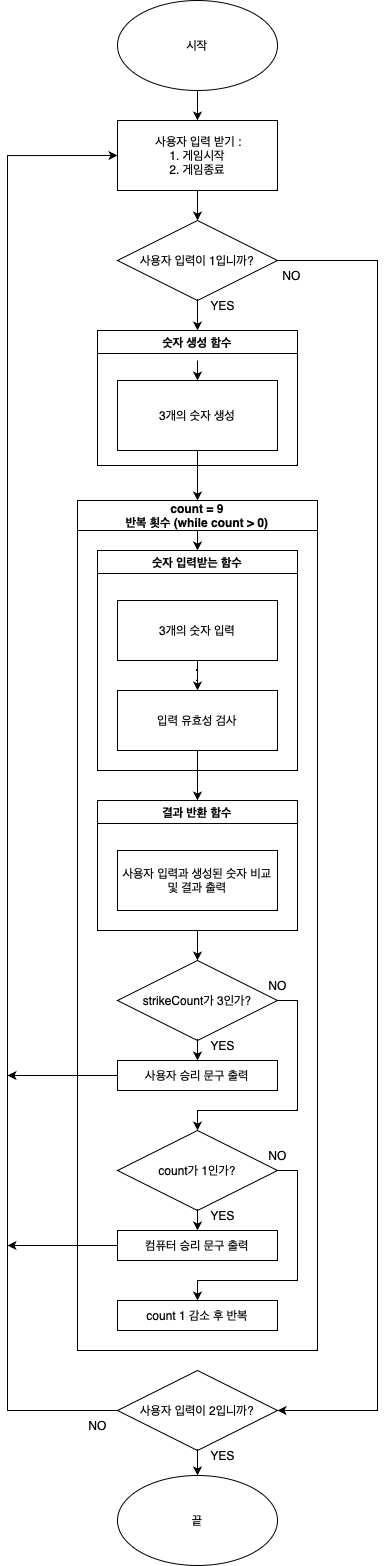 시작
사용자 입력 받기 :
1. 게임시작
2. 게임종료
사용자 입력이 1입니까?
NO
YES
숫자 생성 함수
3개의 숫자 생성
count = 9
반복 횟수 (while count > 0)
숫자 입력받는 함수
3개의 숫자 입력
입력 유효성 검사
결과 반환 함수
사용자 입력과 생성된 숫자 비교
및 결과 출력
NO
strikeCount가 3인가?
YES
사용자 승리 문구 출력
NO
count가 1인가?
YES
컴퓨터 승리 문구 출력
count 1 감소 후 반복
사용자 입력이 2입니까?
NO
YES
끝